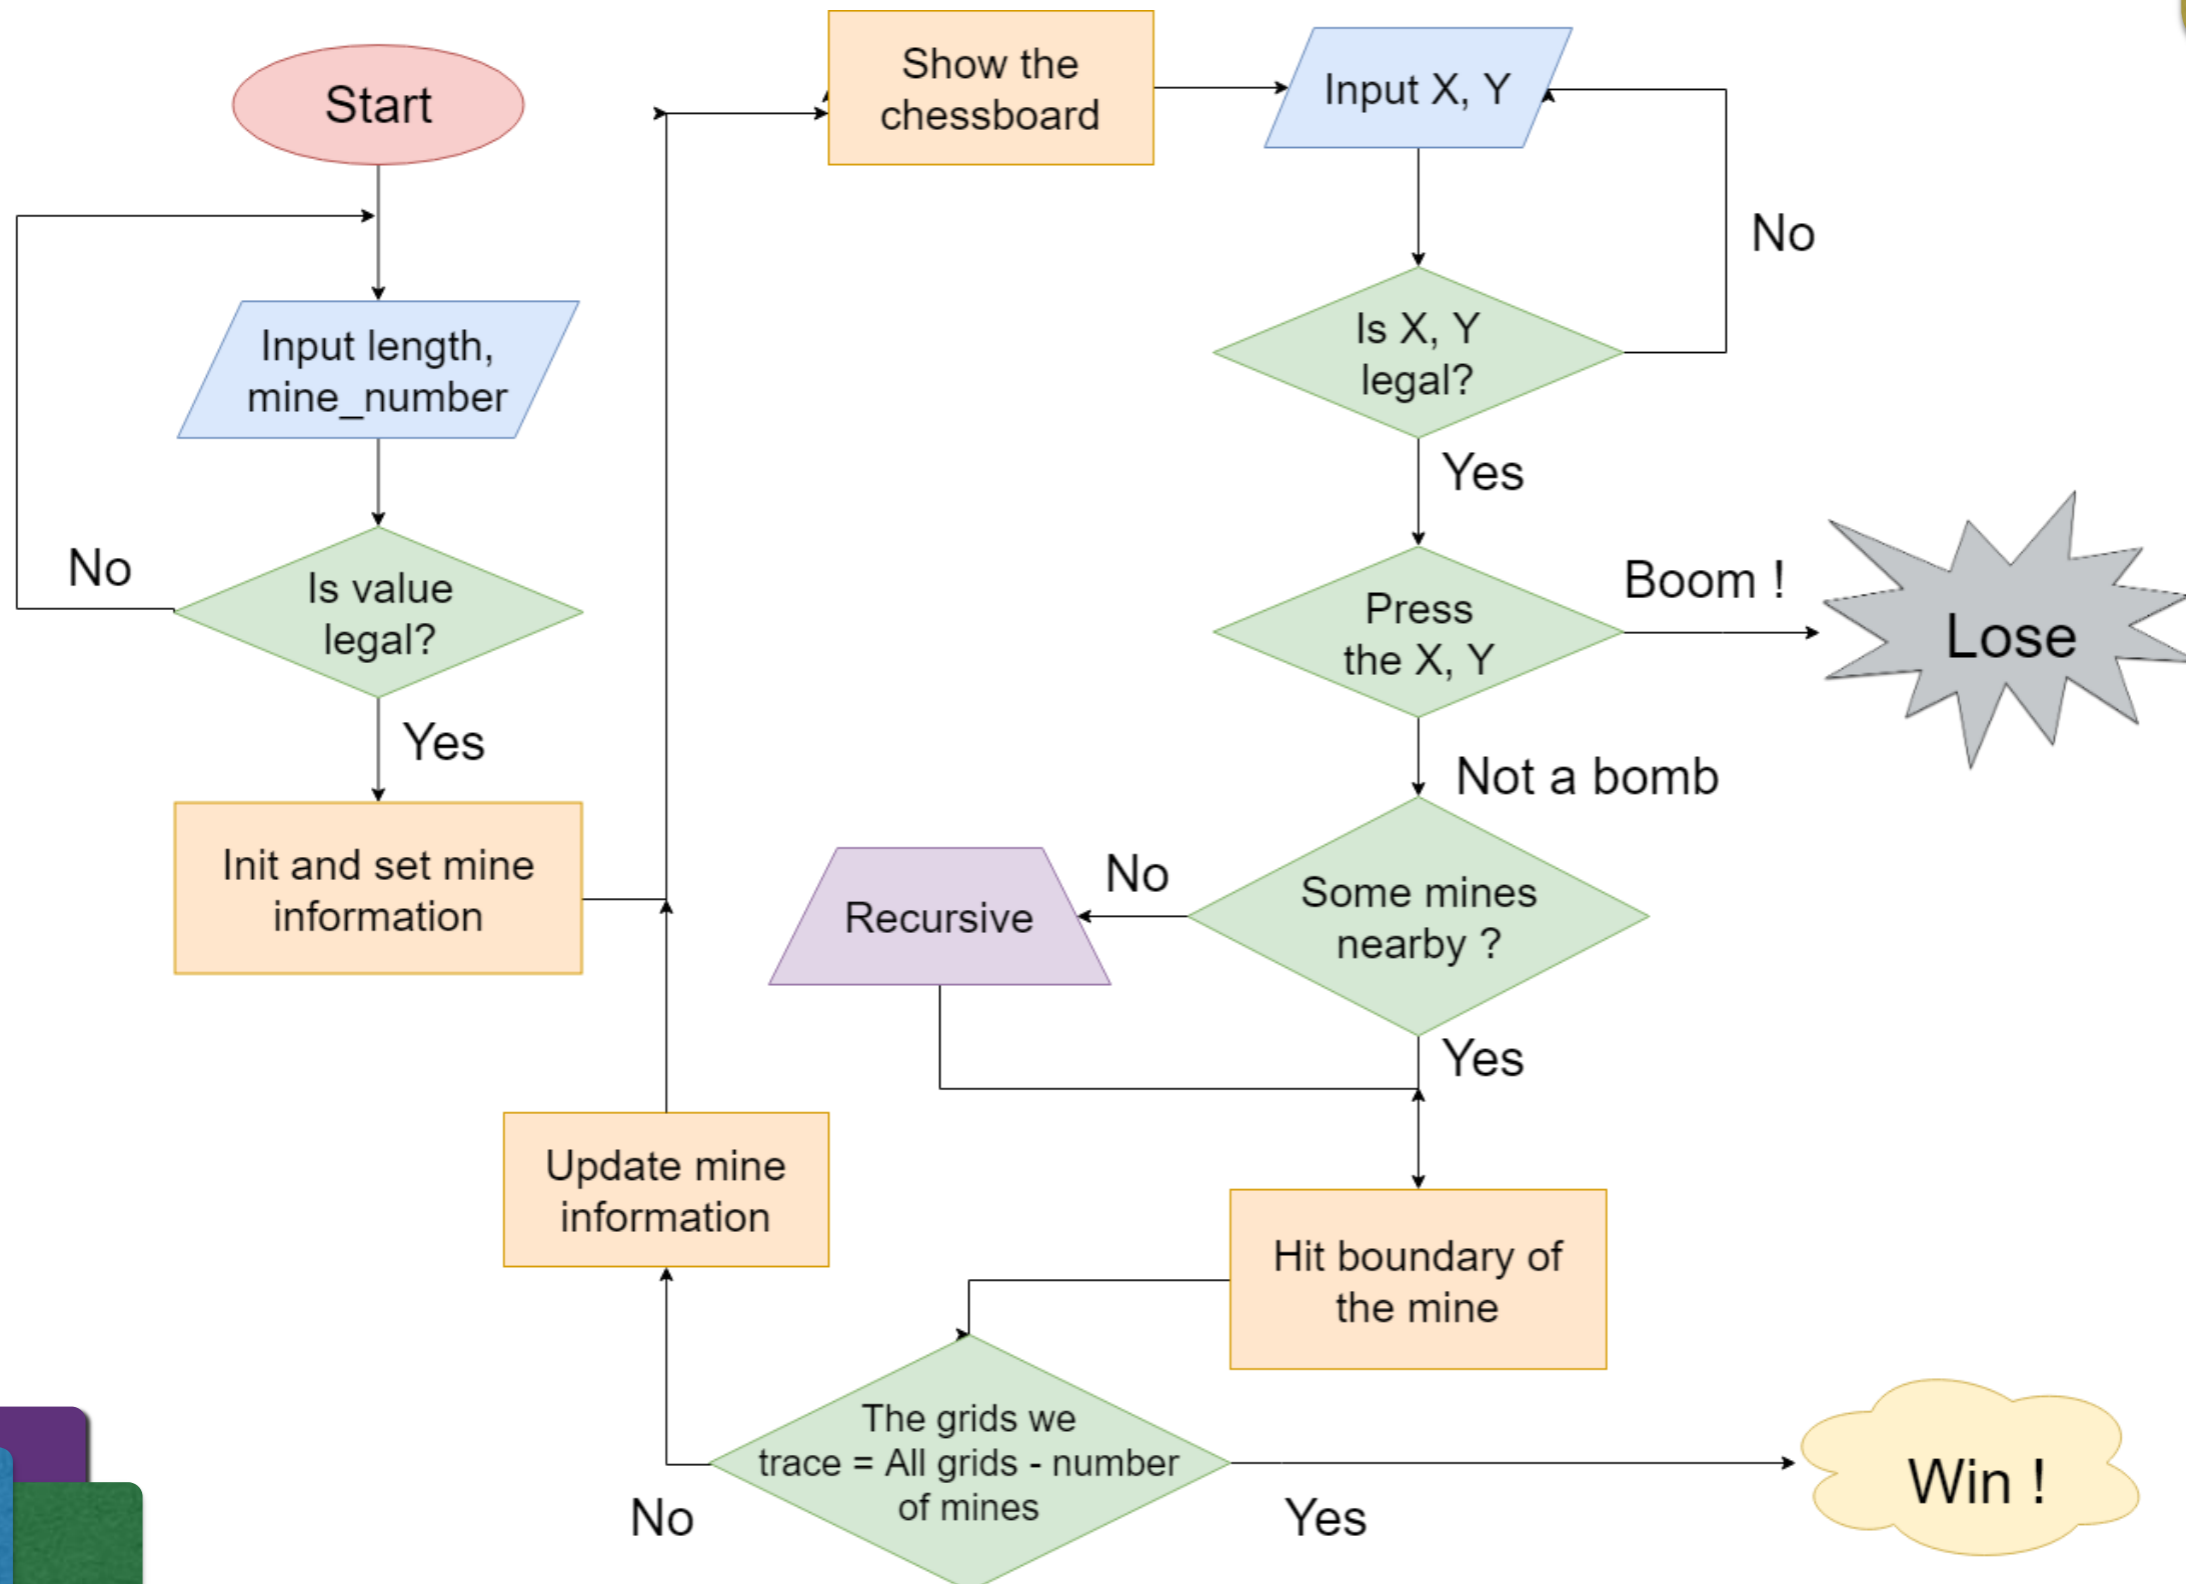 Start
Input length,
mine_number
Is value
legal?
No
Yes
Init and set mine
information
Show the
chessboard
Input X, Y
Is X, Y
legal?
No
Yes
Press
the X, Y
Boom !
Lose
Not a bomb
Some mines
nearby ?
No
Recursive
Yes
Hit boundary of
the mine
The grids we
trace = All grids - number
of mines
No
Update mine
information
Yes
Win !